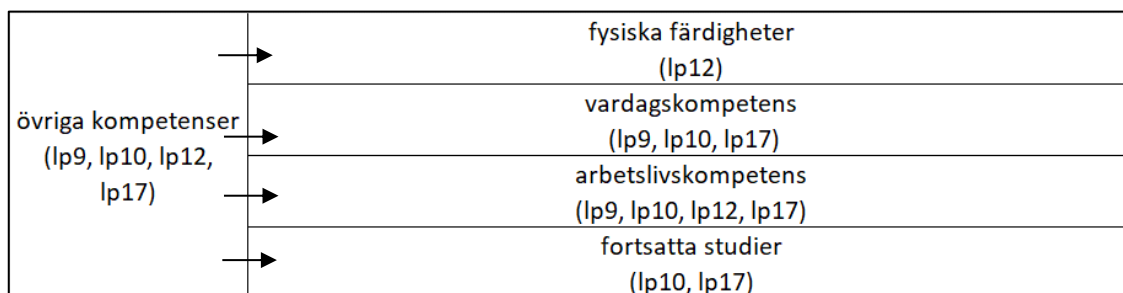 övriga kompetenser
(lp9, lp10, lp12,
lp17)
fysiska färdigheter
(lp12)
vardagskompetens
(lp9, lp10, lp17)
arbetslivskompetens
(lp9, lp10, lp12, lp17)
fortsatta studier
(lp10, lp17)